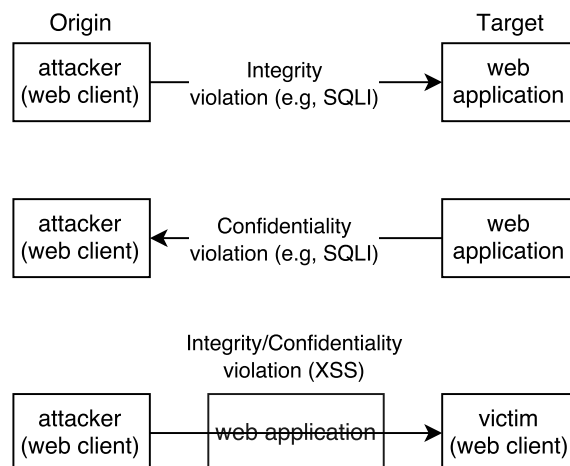 Origin
Target
attacker
(web client)
Integrity
violation (e.g, SQLI)
web
application
attacker
(web client)
Confidentiality
violation (e.g, SQLI)
web
application
Integrity/Confidentiality
violation (XSS)
attacker
(web client)
web application
victim
(web client)